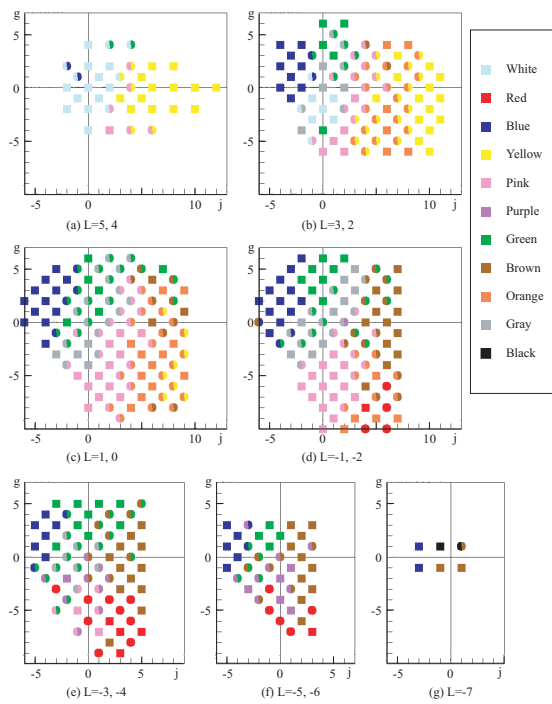 g
5
0
-5
-5
0
5
10
j
(a) L=5, 4
g
5
0
-5
-5
0
5
10
j
(b) L=3, 2
White
Red
Blue
Yellow
Pink
Purple
Green
Brown
Orange
Gray
Black
g
5
0
-5
0
5
10
j
(c) L=1, 0
g
5
0
-5
0
5
10
j
(d) L=-1, -2
g
5
0
-5
-5
0
5
j
(e) L=-3, -4
g
5
0
-5
-5
0
5
j
(f) L=-5, -6
g
5
0
-5
-5
0
5
j
(g) L=-7